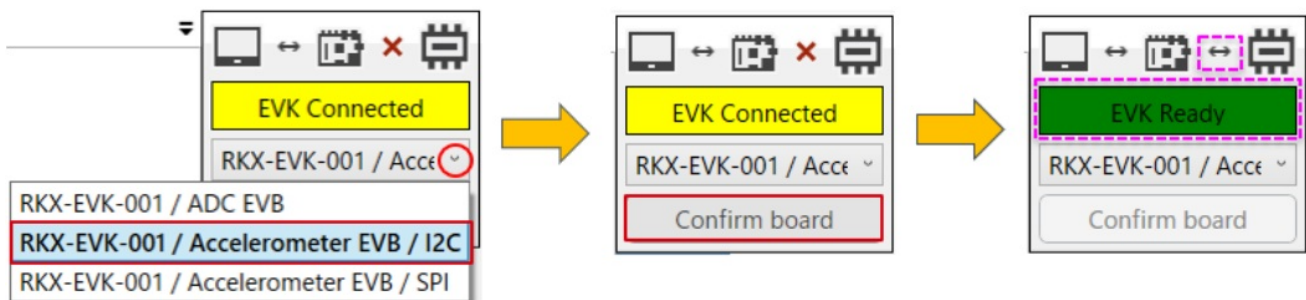 EVK Connected
RKX-EVK-001 / Acce
RKX-EVK-001 / ADC EVB
RKX-EVK-001 / Accelerometer EVB / I2C
RKX-EVK-001 / Accelerometer EVB / SPI
EVK Connected
RKX-EVK-001 / Acce
Confirm board
EVK Ready
RKX-EVK-001 / Acce
Confirm board